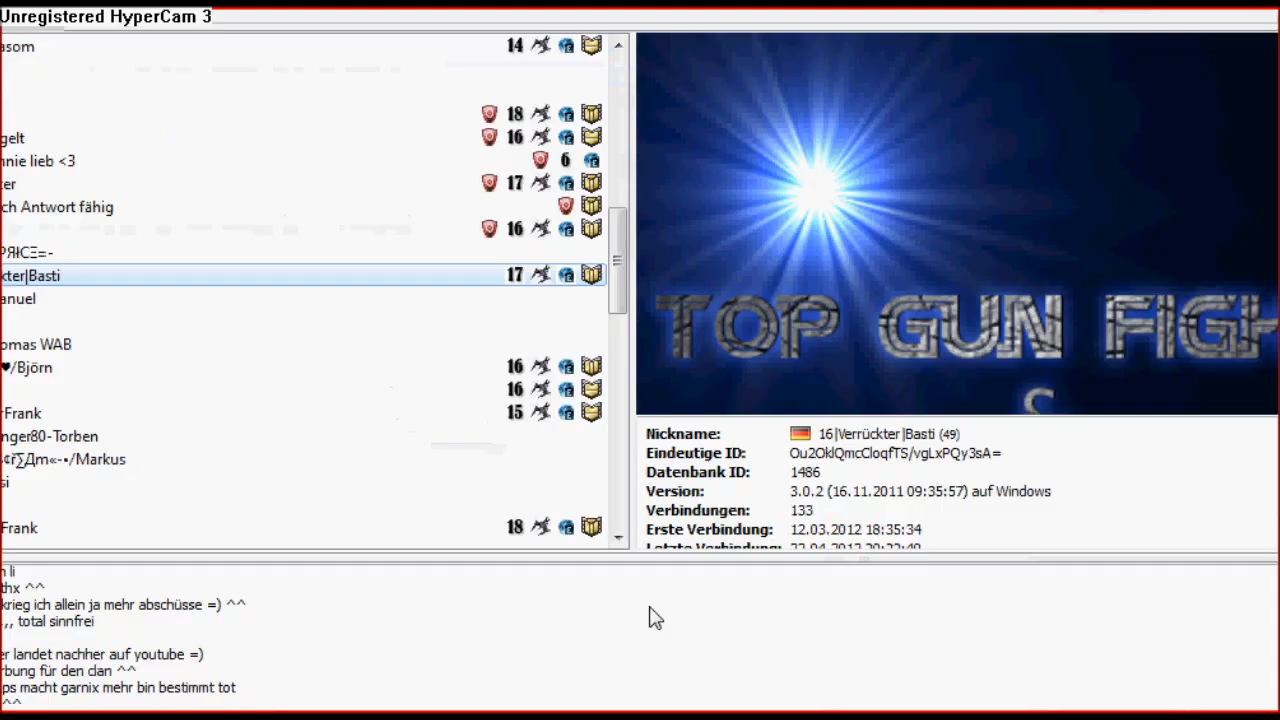 Unregistered HyperCam 3
asom 14
18
gelt 16
nnie lieb <3 6
ter 17
ch Antwort fähig
16
kter|Basti 17
anuel
omas WAB
♥/Björn 16
16
rFrank 15
nger80-Torben
/Markus
si
Frank 18
TOP GUN FIGH
S
Nickname: 16|Verrückter|Basti (49)
Eindeutige ID: Ou2OklQmcCloqfTS/vgLxPQy3sA=
Datenbank ID: 1486
Version: 3.0.2 (16.11.2011 09:35:57) auf Windows
Verbindungen: 133
Erste Verbindung: 12.03.2012 18:35:34
Letzte Verbindung:
n li
thx ^^
krieg ich allein ja mehr abschüsse =) ^^
,, total sinnfrei
er landet nachher auf youtube =)
rbung für den clan ^^
ps macht garnix mehr bin bestimmt tot
^^